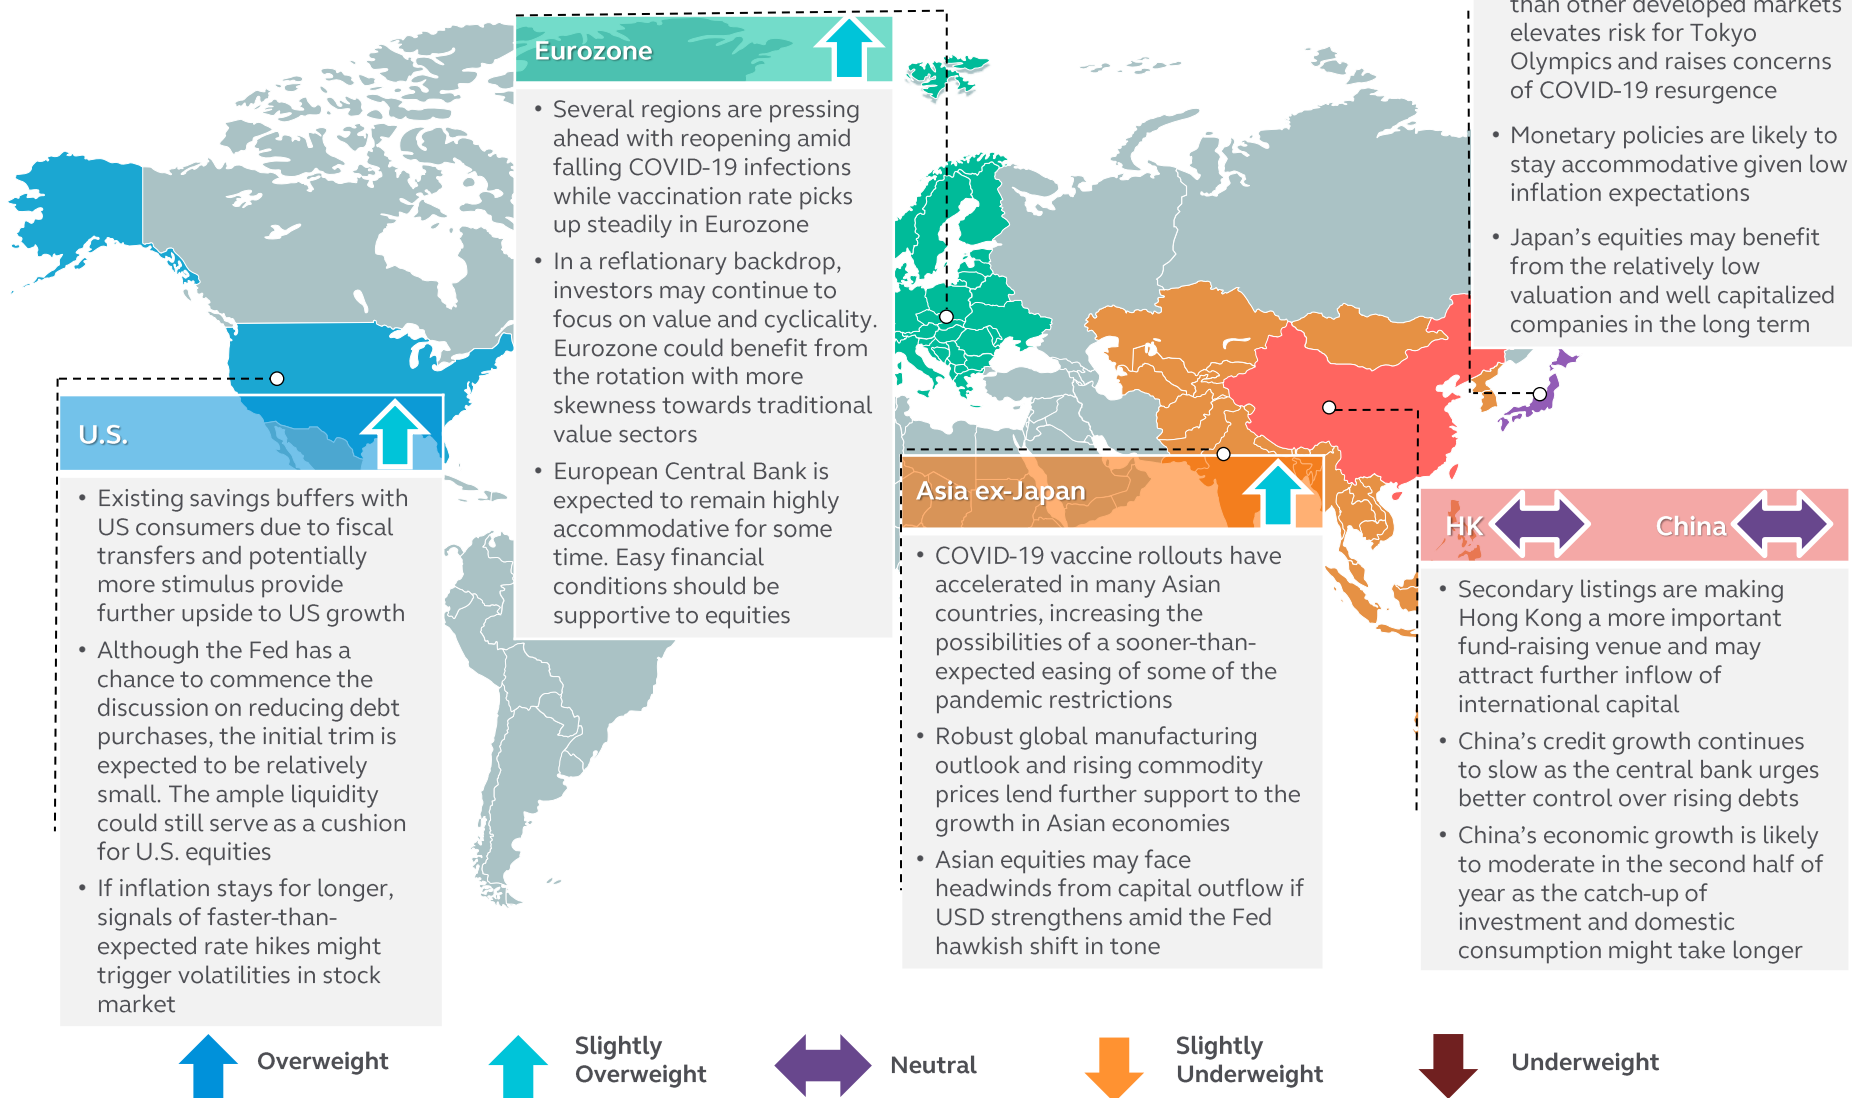 Eurozone
• Several regions are pressing
ahead with reopening amid
falling COVID-19 infections
while vaccination rate picks
up steadily in Eurozone
• In a reflationary backdrop,
investors may continue to
focus on value and cyclicality.
Eurozone could benefit from
the rotation with more
skewness towards traditional
value sectors
• European Central Bank is
expected to remain highly
accommodative for some
time. Easy financial
conditions should be
supportive to equities
than other developed markets
elevates risk for Tokyo
Olympics and raises concerns
of COVID-19 resurgence
• Monetary policies are likely to
stay accommodative given low
inflation expectations
• Japan's equities may benefit
from the relatively low
valuation and well capitalized
companies in the long term
U.S.
• Existing savings buffers with
US consumers due to fiscal
transfers and potentially
more stimulus provide
further upside to US growth
• Although the Fed has a
chance to commence the
discussion on reducing debt
purchases, the initial trim is
expected to be relatively
small. The ample liquidity
could still serve as a cushion
for U.S. equities
• If inflation stays for longer,
signals of faster-than-
expected rate hikes might
trigger volatilities in stock
market
Asia ex-Japan
• COVID-19 vaccine rollouts have
accelerated in many Asian
countries, increasing the
possibilities of a sooner-than-
expected easing of some of the
pandemic restrictions
• Robust global manufacturing
outlook and rising commodity
prices lend further support to the
growth in Asian economies
• Asian equities may face
headwinds from capital outflow if
USD strengthens amid the Fed
hawkish shift in tone
HK China
• Secondary listings are making
Hong Kong a more important
fund-raising venue and may
attract further inflow of
international capital
• China's credit growth continues
to slow as the central bank urges
better control over rising debts
• China's economic growth is likely
to moderate in the second half of
year as the catch-up of
investment and domestic
consumption might take longer
Overweight
Slightly
Overweight
Neutral
Slightly
Underweight
Underweight